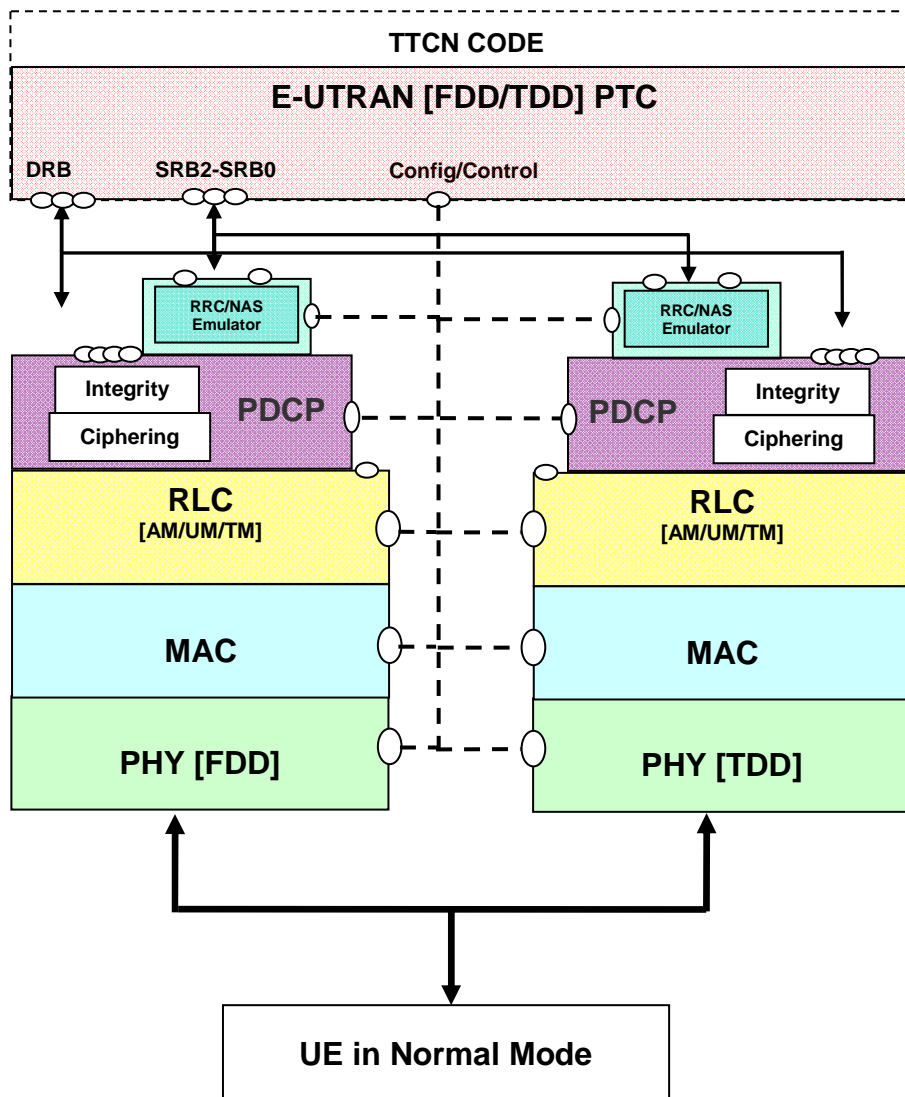 TTCN CODE
E-UTRAN [FDD/TDD] PTC
DRB
SRB2-SRB0
Config/Control
RRC/NAS
Emulator
RRC/NAS
Emulator
Integrity
Ciphering
PDCP
PDCP
Integrity
Ciphering
RLC
[AM/UM/TM]
RLC
[AM/UM/TM]
MAC
MAC
PHY [FDD]
PHY [TDD]
UE in Normal Mode